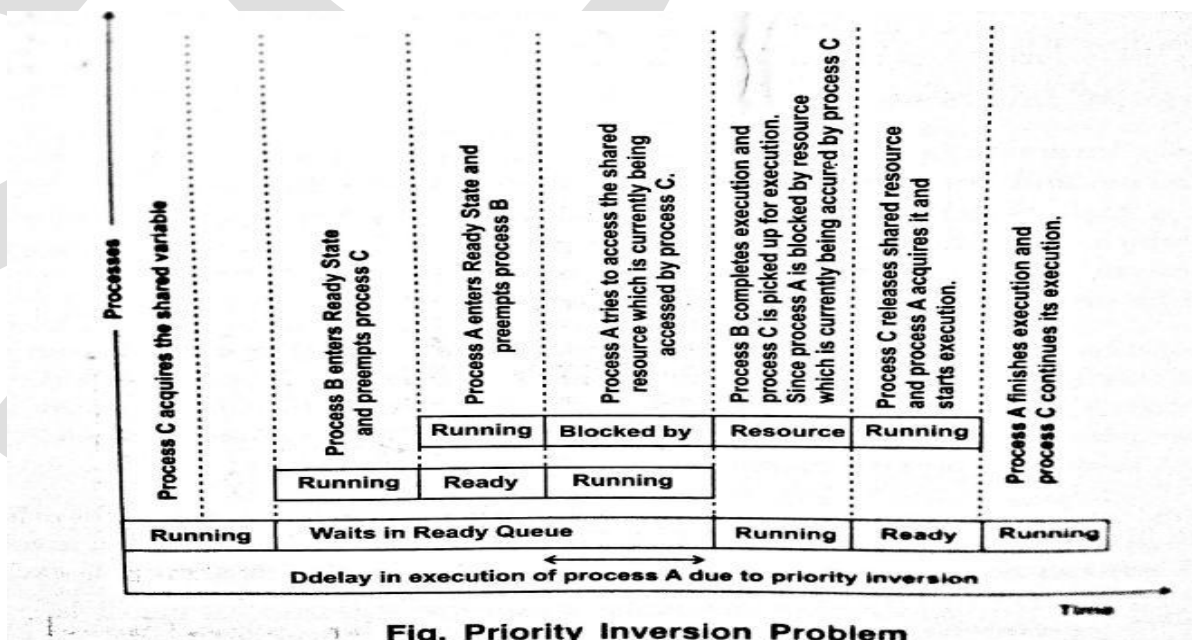 Processes
Process C acquires the shared variable
Process B enters Ready State
and preempts process C
Process A enters Ready State and
preempts process B
Process A tries to access the shared
resource which is currently being
accessed by process C.
Process B completes execution and
process C is picked up for execution.
Since process A is blocked by resource
which is currently being accured by process C
Process C releases shared resource
and process A acquires it and
starts execution.
Process A finishes execution and
process C continues its execution.
Running Blocked by Resource Running
Running Ready Running
Running Waits in Ready Queue Running Ready Running
Ddelay in execution of process A due to priority inversion
Time
Fig. Priority Inversion Problem